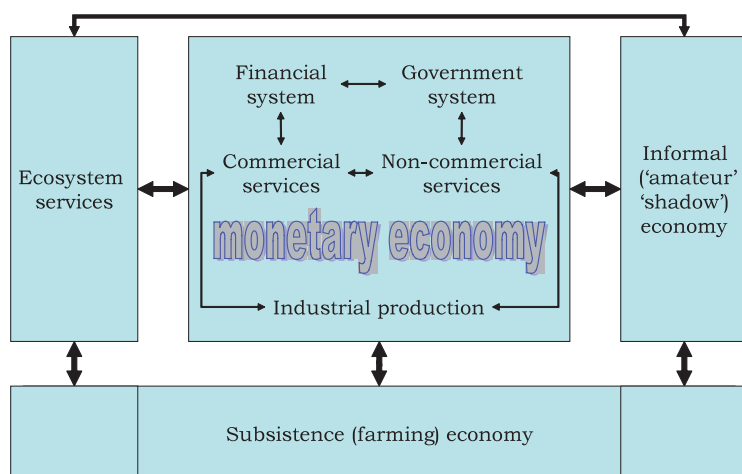 Financial
system
Government
system
Ecosystem
services
Commercial
services
Non-commercial
services
Informal
(‘amateur’
‘shadow’)
economy
monetary economy
Industrial production
Subsistence (farming) economy